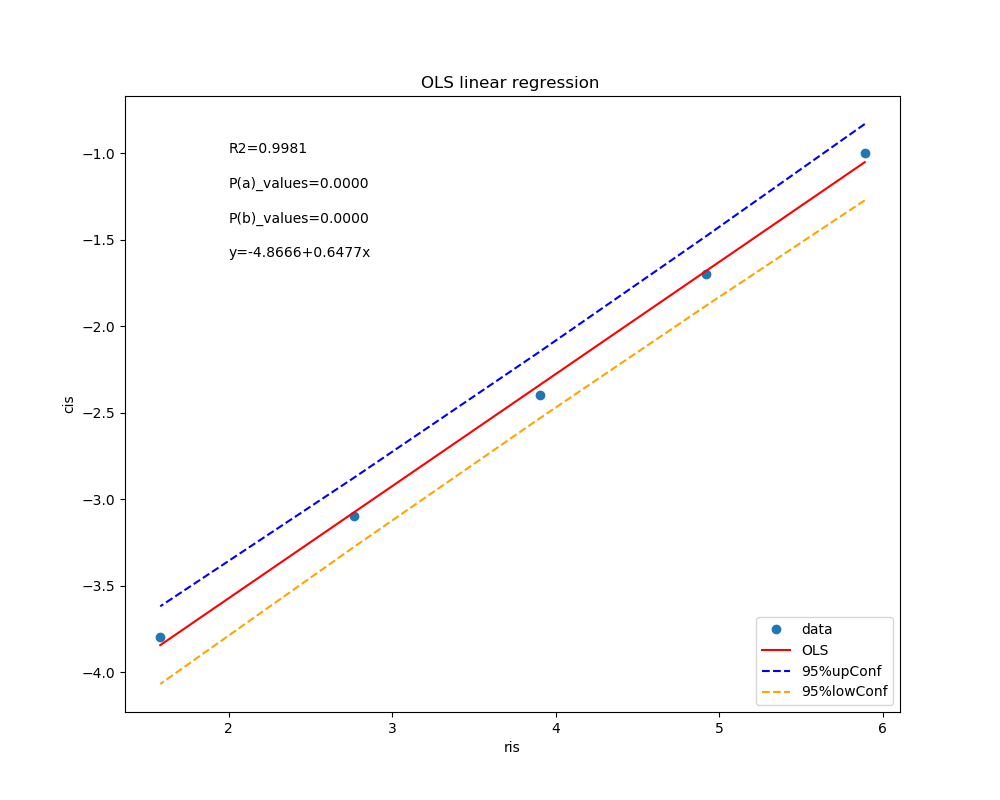 OLS linear regression
R2=0.9981
P(a)_values=0.0000
P(b)_values=0.0000
y=-4.8666+0.6477x
−1.0
−1.5
−2.0
−2.5
−3.0
−3.5
−4.0
cis
data
OLS
95%upConf
95%lowConf
2 3 4 5 6
ris